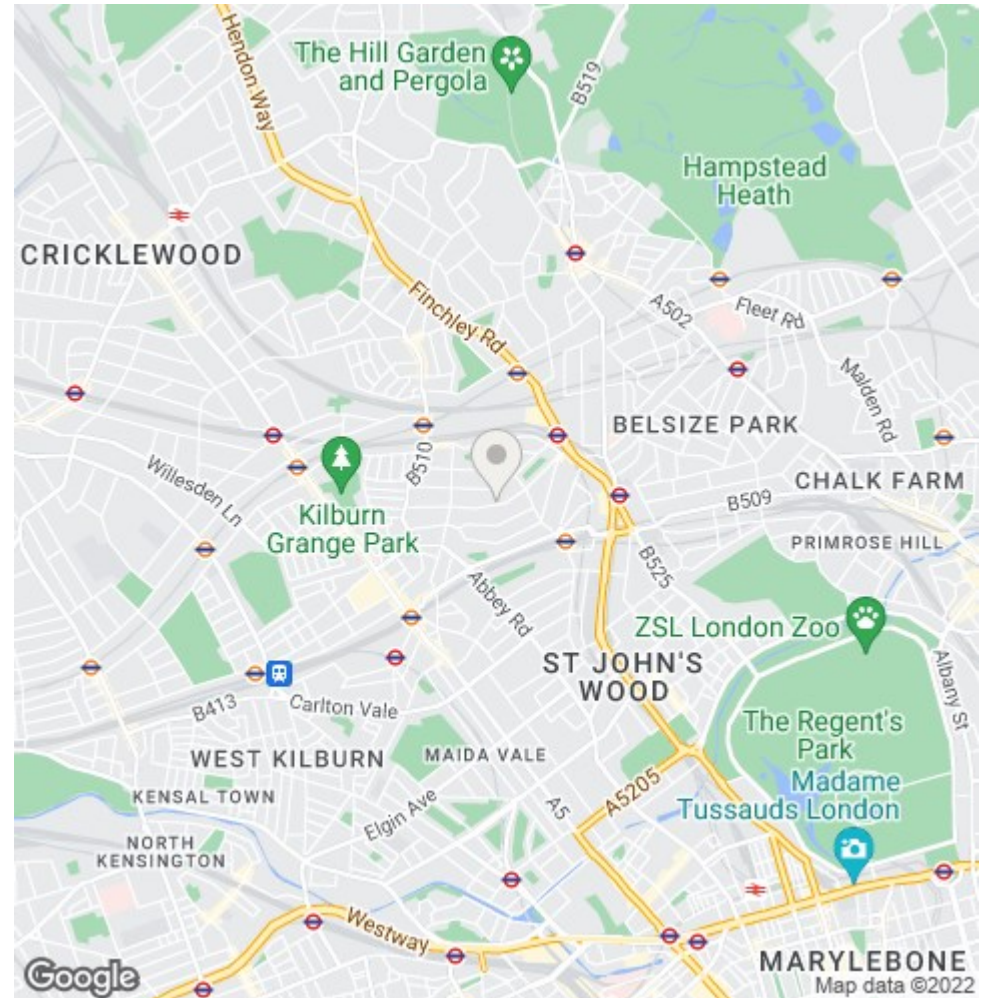 Hendon Way
The Hill Garden
and Pergola
B519
Hampstead
Heath
CRICKLEWOOD
Finchley Rd
A502
Fleet Rd
Malden Rd
BELSIZE PARK
B510
Willesden Ln
Kilburn
Grange Park
CHALK FARM
B509
PRIMROSE HILL
Abbey Rd
B525
ZSL London Zoo
ST JOHN'S
WOOD
Albany St
B413
Carlton Vale
The Regent's
Park
WEST KILBURN
MAIDA VALE
Madame
Tussauds London
KENSAL TOWN
A5205
Elgin Ave
A5
NORTH
KENSINGTON
Westway
MARYLEBONE
Google
Map data ©2022